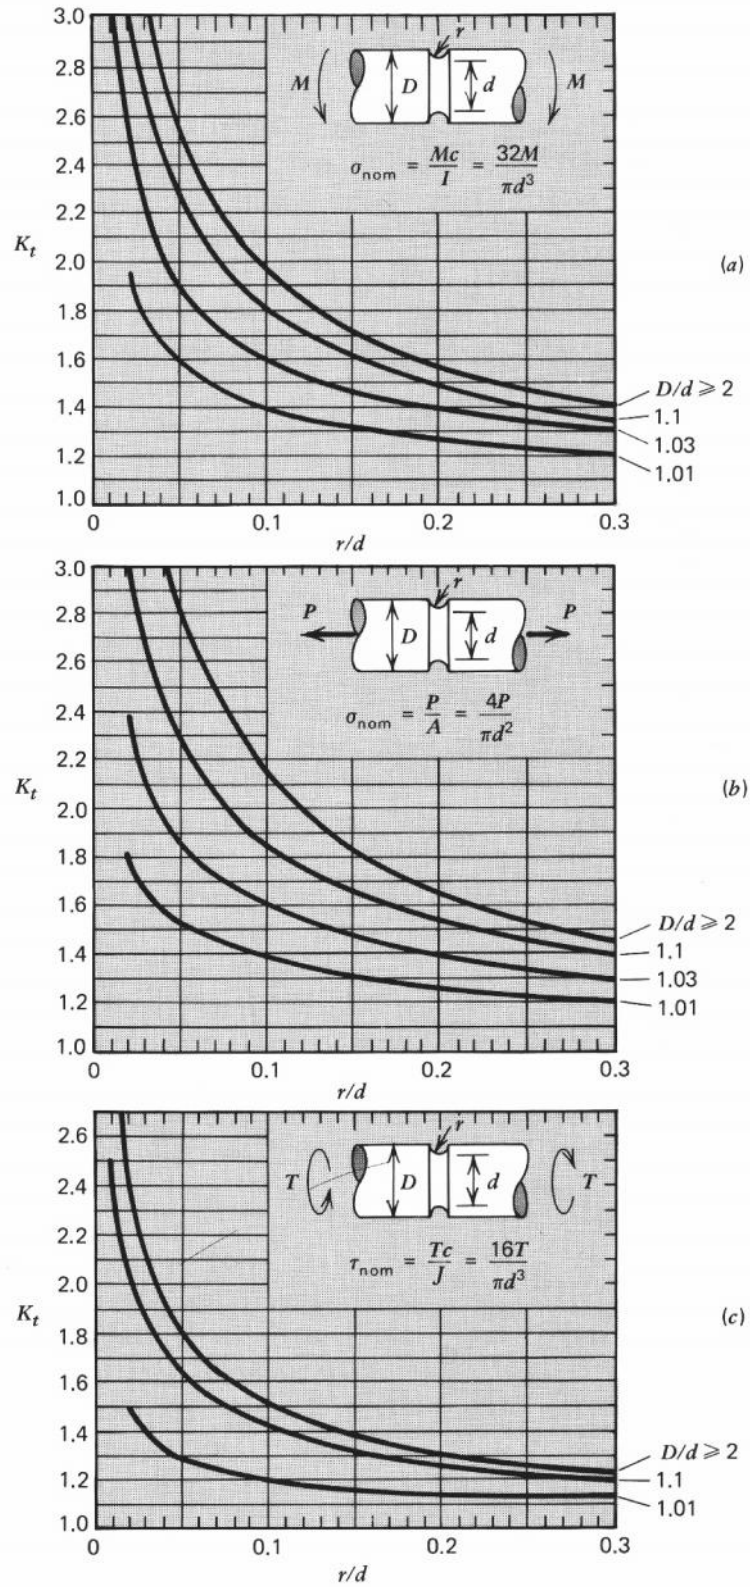 3.0
2.8
2.6
2.4
2.2
2.0
1.8
1.6
1.4
1.2
1.0
K_t
r
M
D
d
M
σ_nom = Mc/I = 32M/πd³
(a)
D/d ≥ 2
1.1
1.03
1.01
0
0.1
0.2
0.3
r/d
3.0
2.8
2.6
2.4
2.2
2.0
1.8
1.6
1.4
1.2
1.0
K_t
r
P
D
d
P
σ_nom = P/A = 4P/πd²
(b)
D/d ≥ 2
1.1
1.03
1.01
0
0.1
0.2
0.3
r/d
2.6
2.4
2.2
2.0
1.8
1.6
1.4
1.2
1.0
K_t
r
T
D
d
T
τ_nom = Tc/J = 16T/πd³
(c)
D/d ≥ 2
1.1
1.01
0
0.1
0.2
0.3
r/d